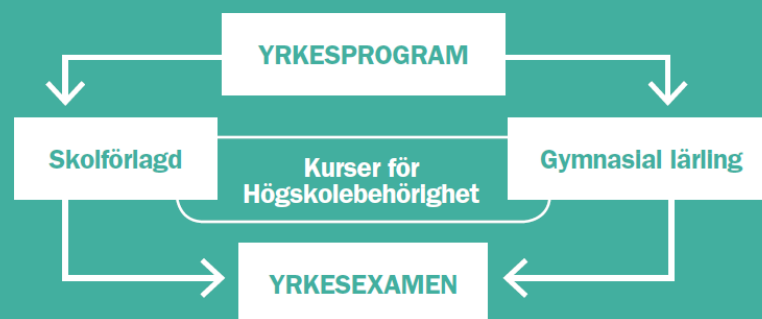 YRKESPROGRAM
Skolförlagd
Kurser för
Högskolebehörighet
Gymnasial lärling
YRKESEXAMEN